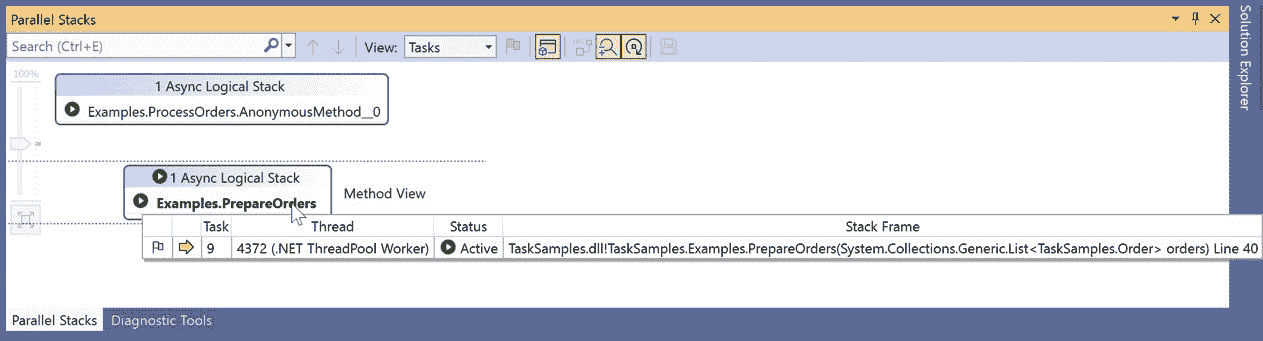 Parallel Stacks
Search (Ctrl+E)
View: Tasks
100%
1 Async Logical Stack
Examples.ProcessOrders.AnonymousMethod__0
1 Async Logical Stack
Examples.PrepareOrders
Method View
Task Thread Status Stack Frame
9 4372 (.NET ThreadPool Worker) Active TaskSamples.dll!TaskSamples.Examples.PrepareOrders(System.Collections.Generic.List<TaskSamples.Order> orders) Line 40
Parallel Stacks Diagnostic Tools
Solution Explorer